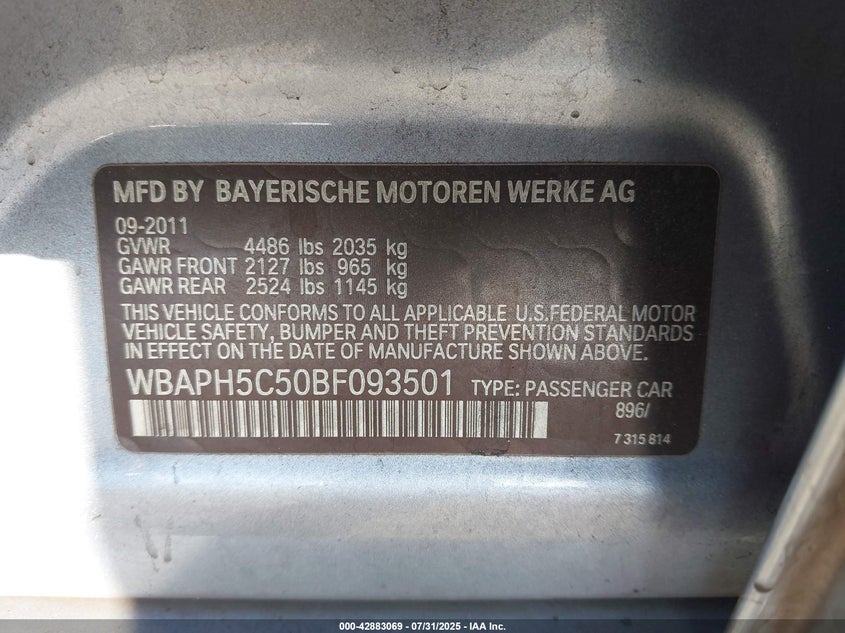 MFD BY BAYERISCHE MOTOREN WERKE AG
09-2011
GVWR 4486 lbs 2035 kg
GAWR FRONT 2127 lbs 965 kg
GAWR REAR 2524 lbs 1145 kg
THIS VEHICLE CONFORMS TO ALL APPLICABLE U.S.FEDERAL MOTOR
VEHICLE SAFETY, BUMPER AND THEFT PREVENTION STANDARDS
IN EFFECT ON THE DATE OF MANUFACTURE SHOWN ABOVE.
WBAPH5C50BF093501 TYPE: PASSENGER CAR
896/
7 315 814
000-42883069 - 07/31/2025 - IAA Inc.